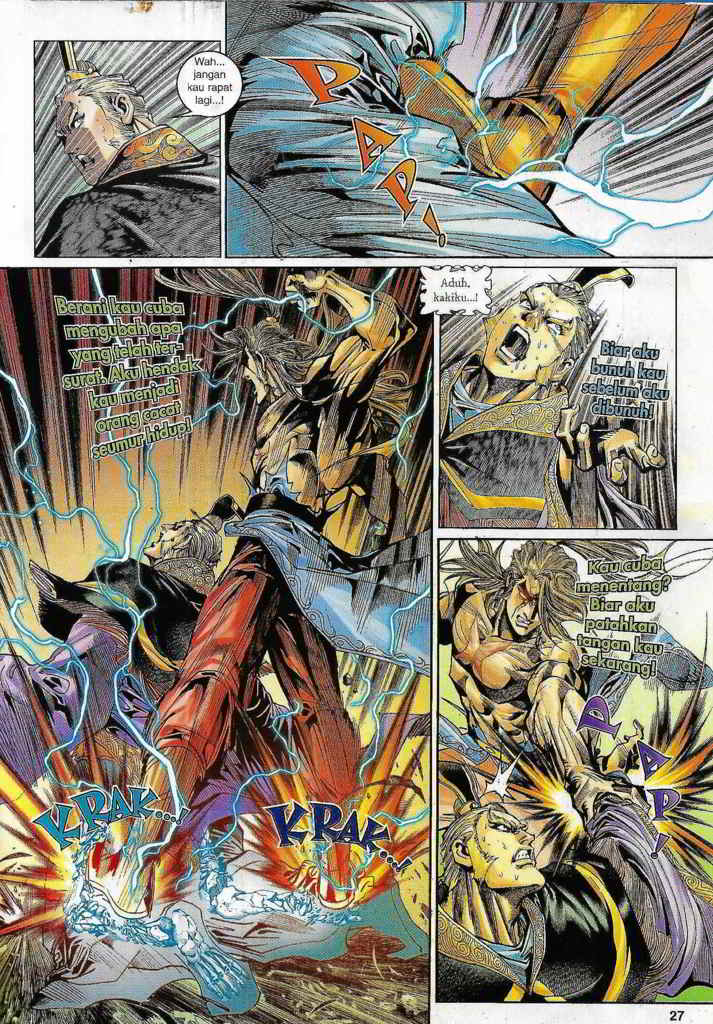 Wah...
jangan
kau rapat
lagi...!
PAP!
Berani kau cuba
mengubah apa
yang telah ter-
surat. Aku hendak
kau menjadi
orang cacat
seumur hidup!
KRAK...!
KRAK...!
Aduh,
kakiku...!
Biar aku
bunuh kau
sebelum aku
dibunuh!
Kau cuba
menentang?
Biar aku
patahkan
tangan kau
sekarang!
PAP!
27